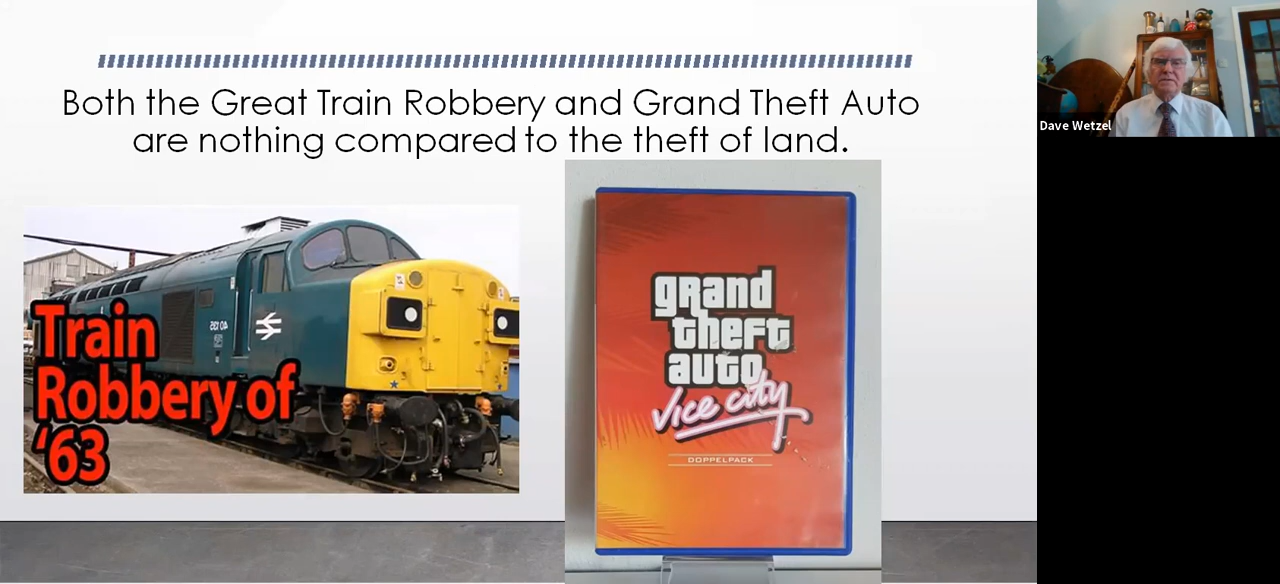 Both the Great Train Robbery and Grand Theft Auto
are nothing compared to the theft of land.
Train
Robbery of
‘63
grand
theft
auto
vice city
DOPPELPACK
Dave Wetzel